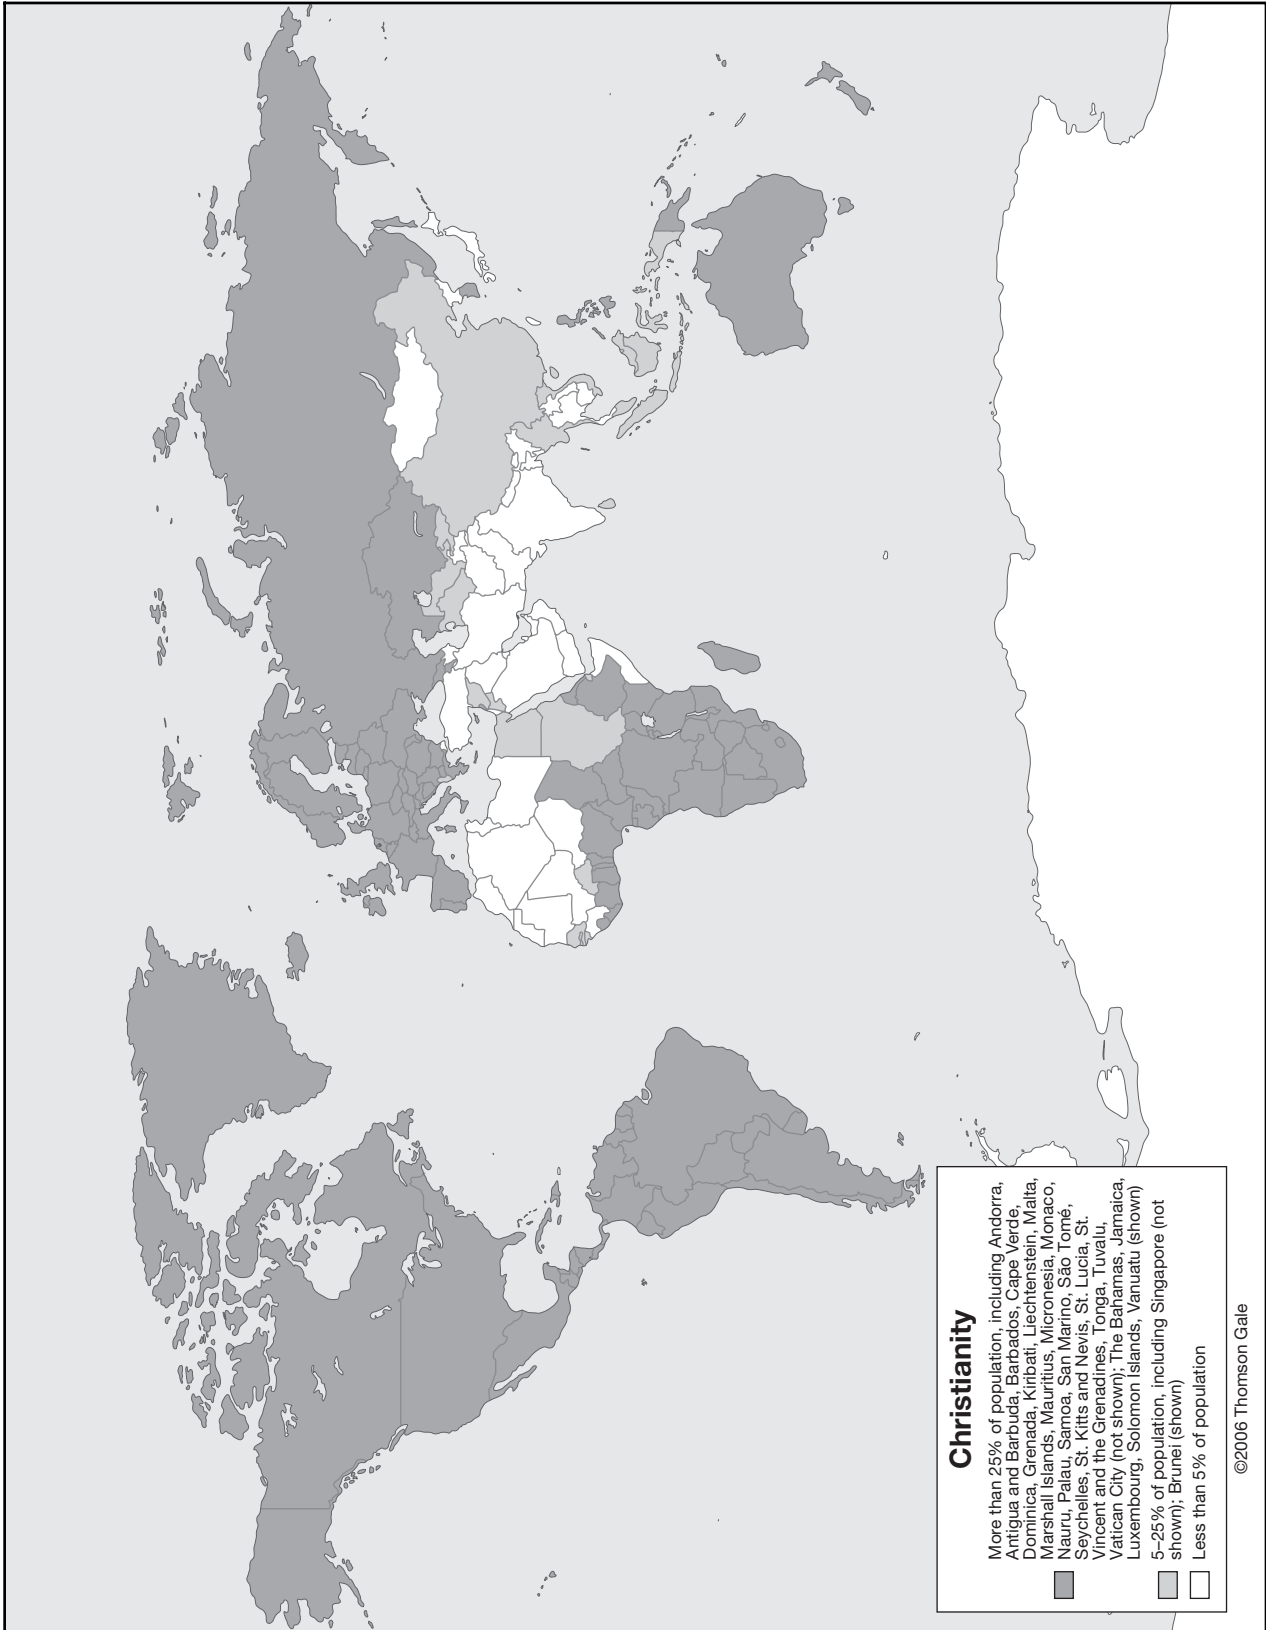 Christianity
More than 25% of population, including Andorra,
Antigua and Barbuda, Barbados, Cape Verde,
Dominica, Grenada, Kiribati, Liechtenstein, Malta,
Marshall Islands, Mauritius, Micronesia, Monaco,
Nauru, Palau, Samoa, San Marino, São Tomé,
Seychelles, St. Kitts and Nevis, St. Lucia, St.
Vincent and the Grenadines, Tonga, Tuvalu,
Vatican City (not shown); The Bahamas, Jamaica,
Luxembourg, Solomon Islands, Vanuatu (shown)
5–25% of population, including Singapore (not
shown); Brunei (shown)
Less than 5% of population
©2006 Thomson Gale